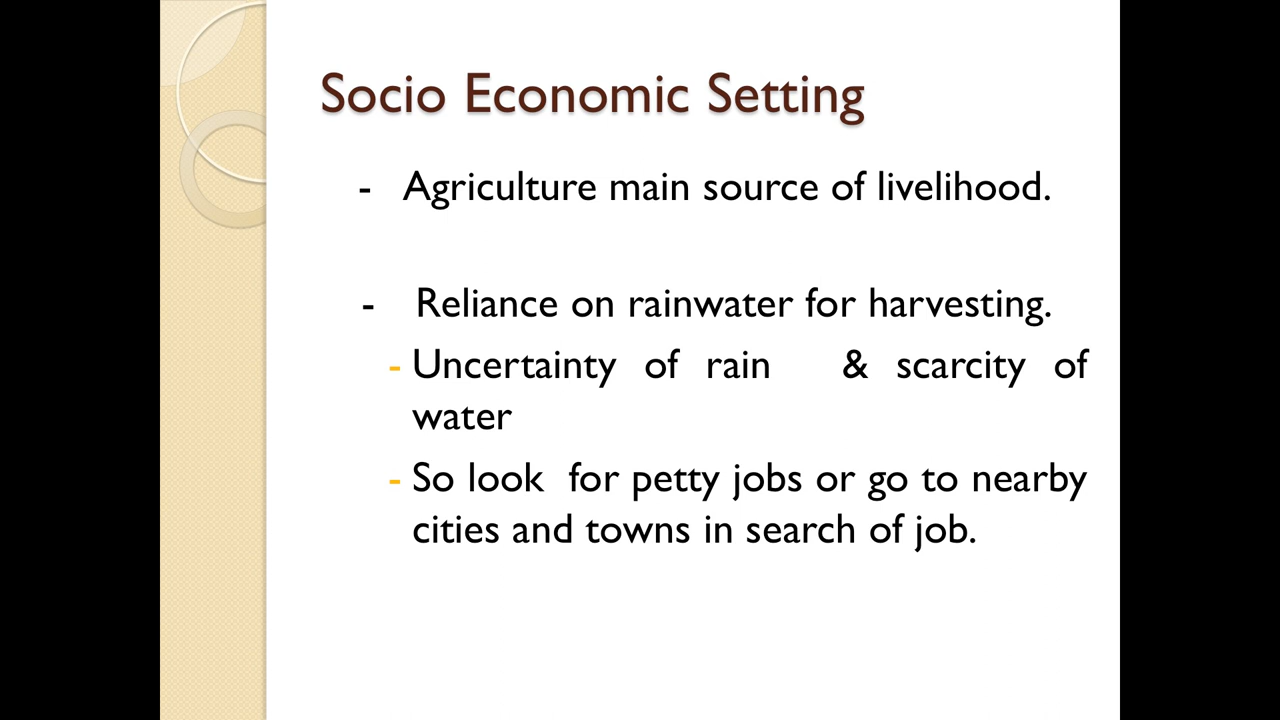 Socio Economic Setting
- Agriculture main source of livelihood.
- Reliance on rainwater for harvesting.
- Uncertainty of rain & scarcity of
water
- So look for petty jobs or go to nearby
cities and towns in search of job.